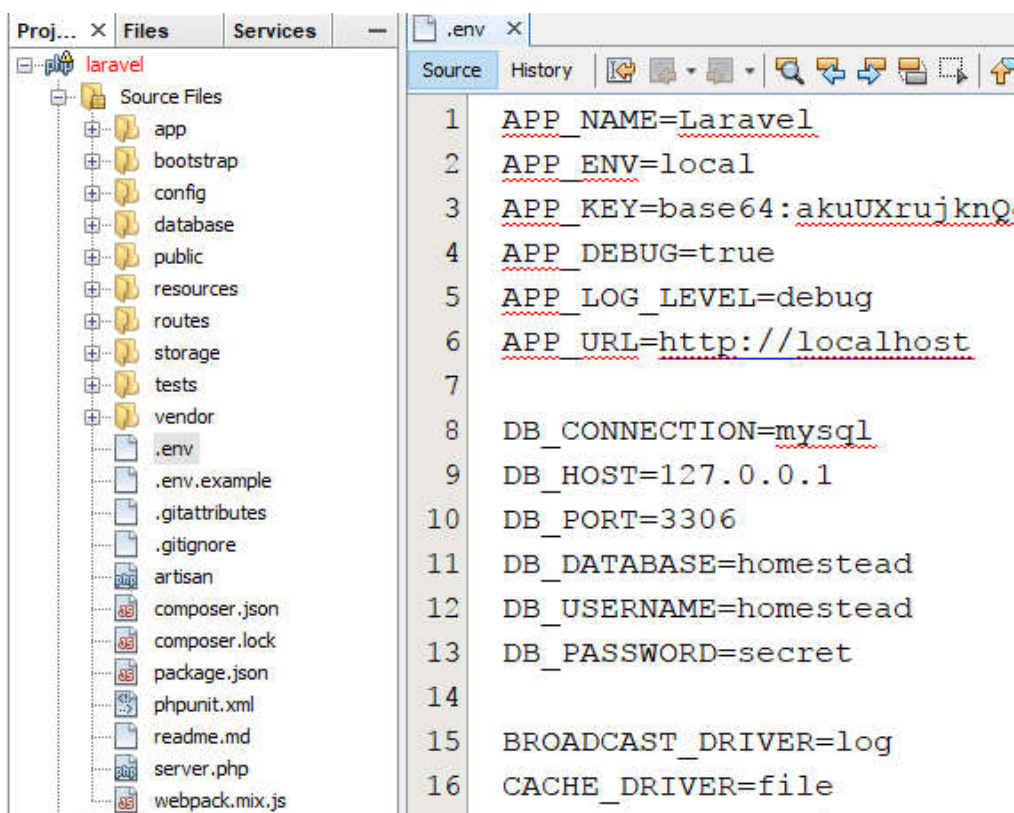 Proj... Files Services
laravel
Source Files
app
bootstrap
config
database
public
resources
routes
storage
tests
vendor
.env
.env.example
.gitattributes
.gitignore
artisan
composer.json
composer.lock
package.json
phpunit.xml
readme.md
server.php
webpack.mix.js
.env
Source History
1 APP_NAME=Laravel
2 APP_ENV=local
3 APP_KEY=base64:akuUXrujknQ
4 APP_DEBUG=true
5 APP_LOG_LEVEL=debug
6 APP_URL=http://localhost
7
8 DB_CONNECTION=mysql
9 DB_HOST=127.0.0.1
10 DB_PORT=3306
11 DB_DATABASE=homestead
12 DB_USERNAME=homestead
13 DB_PASSWORD=secret
14
15 BROADCAST_DRIVER=log
16 CACHE_DRIVER=file